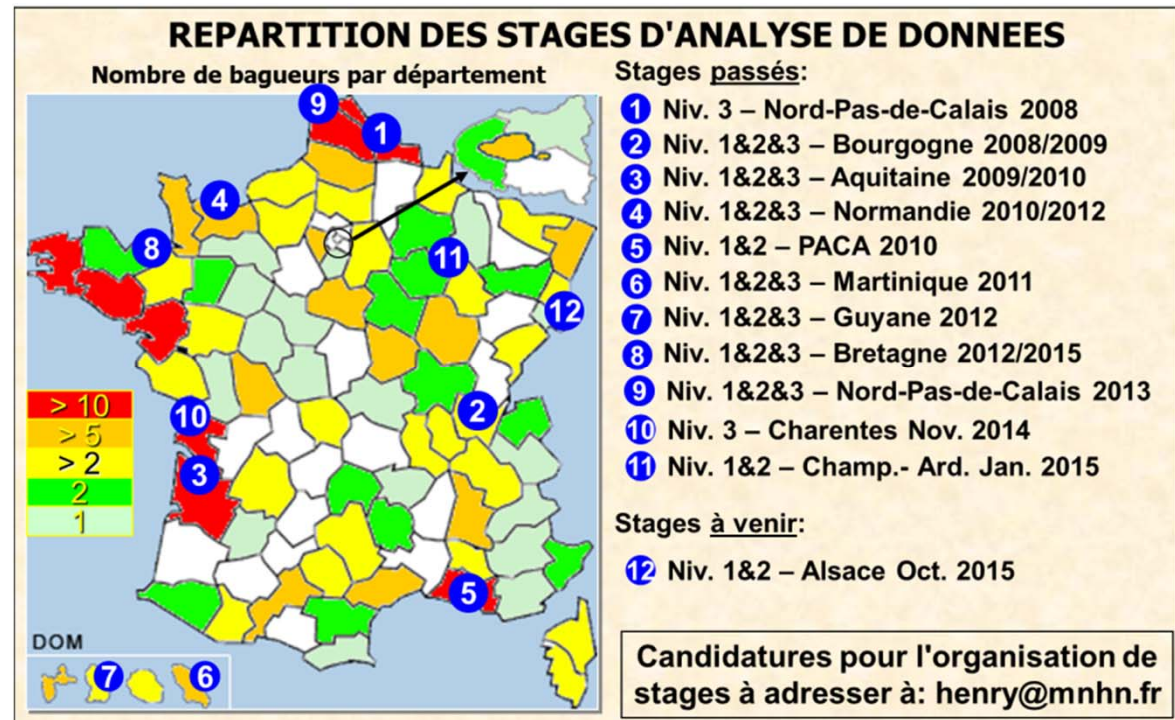 REPARTITION DES STAGES D'ANALYSE DE DONNEES
Nombre de bagueurs par département
9
1
4
8
11
12
2
10
3
5
> 10
> 5
> 2
2
1
DOM
7
6
Stages passés:
1 Niv. 3 – Nord-Pas-de-Calais 2008
2 Niv. 1&2&3 – Bourgogne 2008/2009
3 Niv. 1&2&3 – Aquitaine 2009/2010
4 Niv. 1&2&3 – Normandie 2010/2012
5 Niv. 1&2 – PACA 2010
6 Niv. 1&2&3 – Martinique 2011
7 Niv. 1&2&3 – Guyane 2012
8 Niv. 1&2&3 – Bretagne 2012/2015
9 Niv. 1&2&3 – Nord-Pas-de-Calais 2013
10 Niv. 3 – Charentes Nov. 2014
11 Niv. 1&2 – Champ.- Ard. Jan. 2015
Stages à venir:
12 Niv. 1&2 – Alsace Oct. 2015
Candidatures pour l'organisation de
stages à adresser à: henry@mnhn.fr